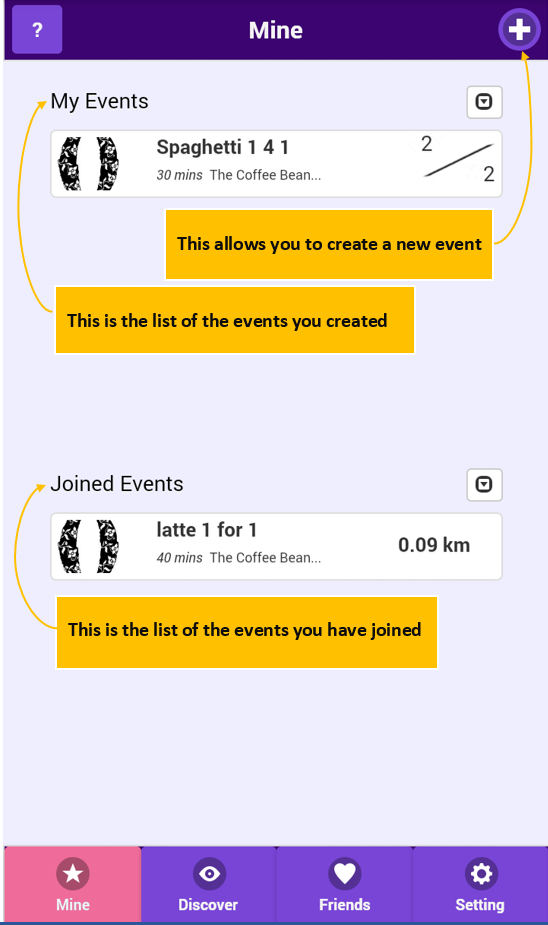 ?
Mine
My Events
Spaghetti 1 4 1
30 mins The Coffee Bean...
2
2
This allows you to create a new event
This is the list of the events you created
Joined Events
latte 1 for 1
40 mins The Coffee Bean...
0.09 km
This is the list of the events you have joined
Mine
Discover
Friends
Setting